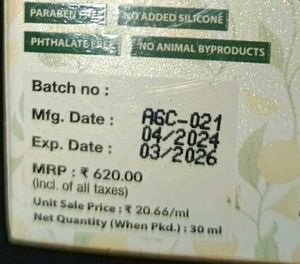 PARABEN FREE NO ADDED SILICONE
PHTHALATE FREE NO ANIMAL BYPRODUCTS
Batch no :
Mfg. Date : AGC-021
04/2024
Exp. Date : 03/2026
MRP : ₹ 620.00
(incl. of all taxes)
Unit Sale Price : ₹ 20.66/ml
Net Quantity (When Pkd.) : 30 ml